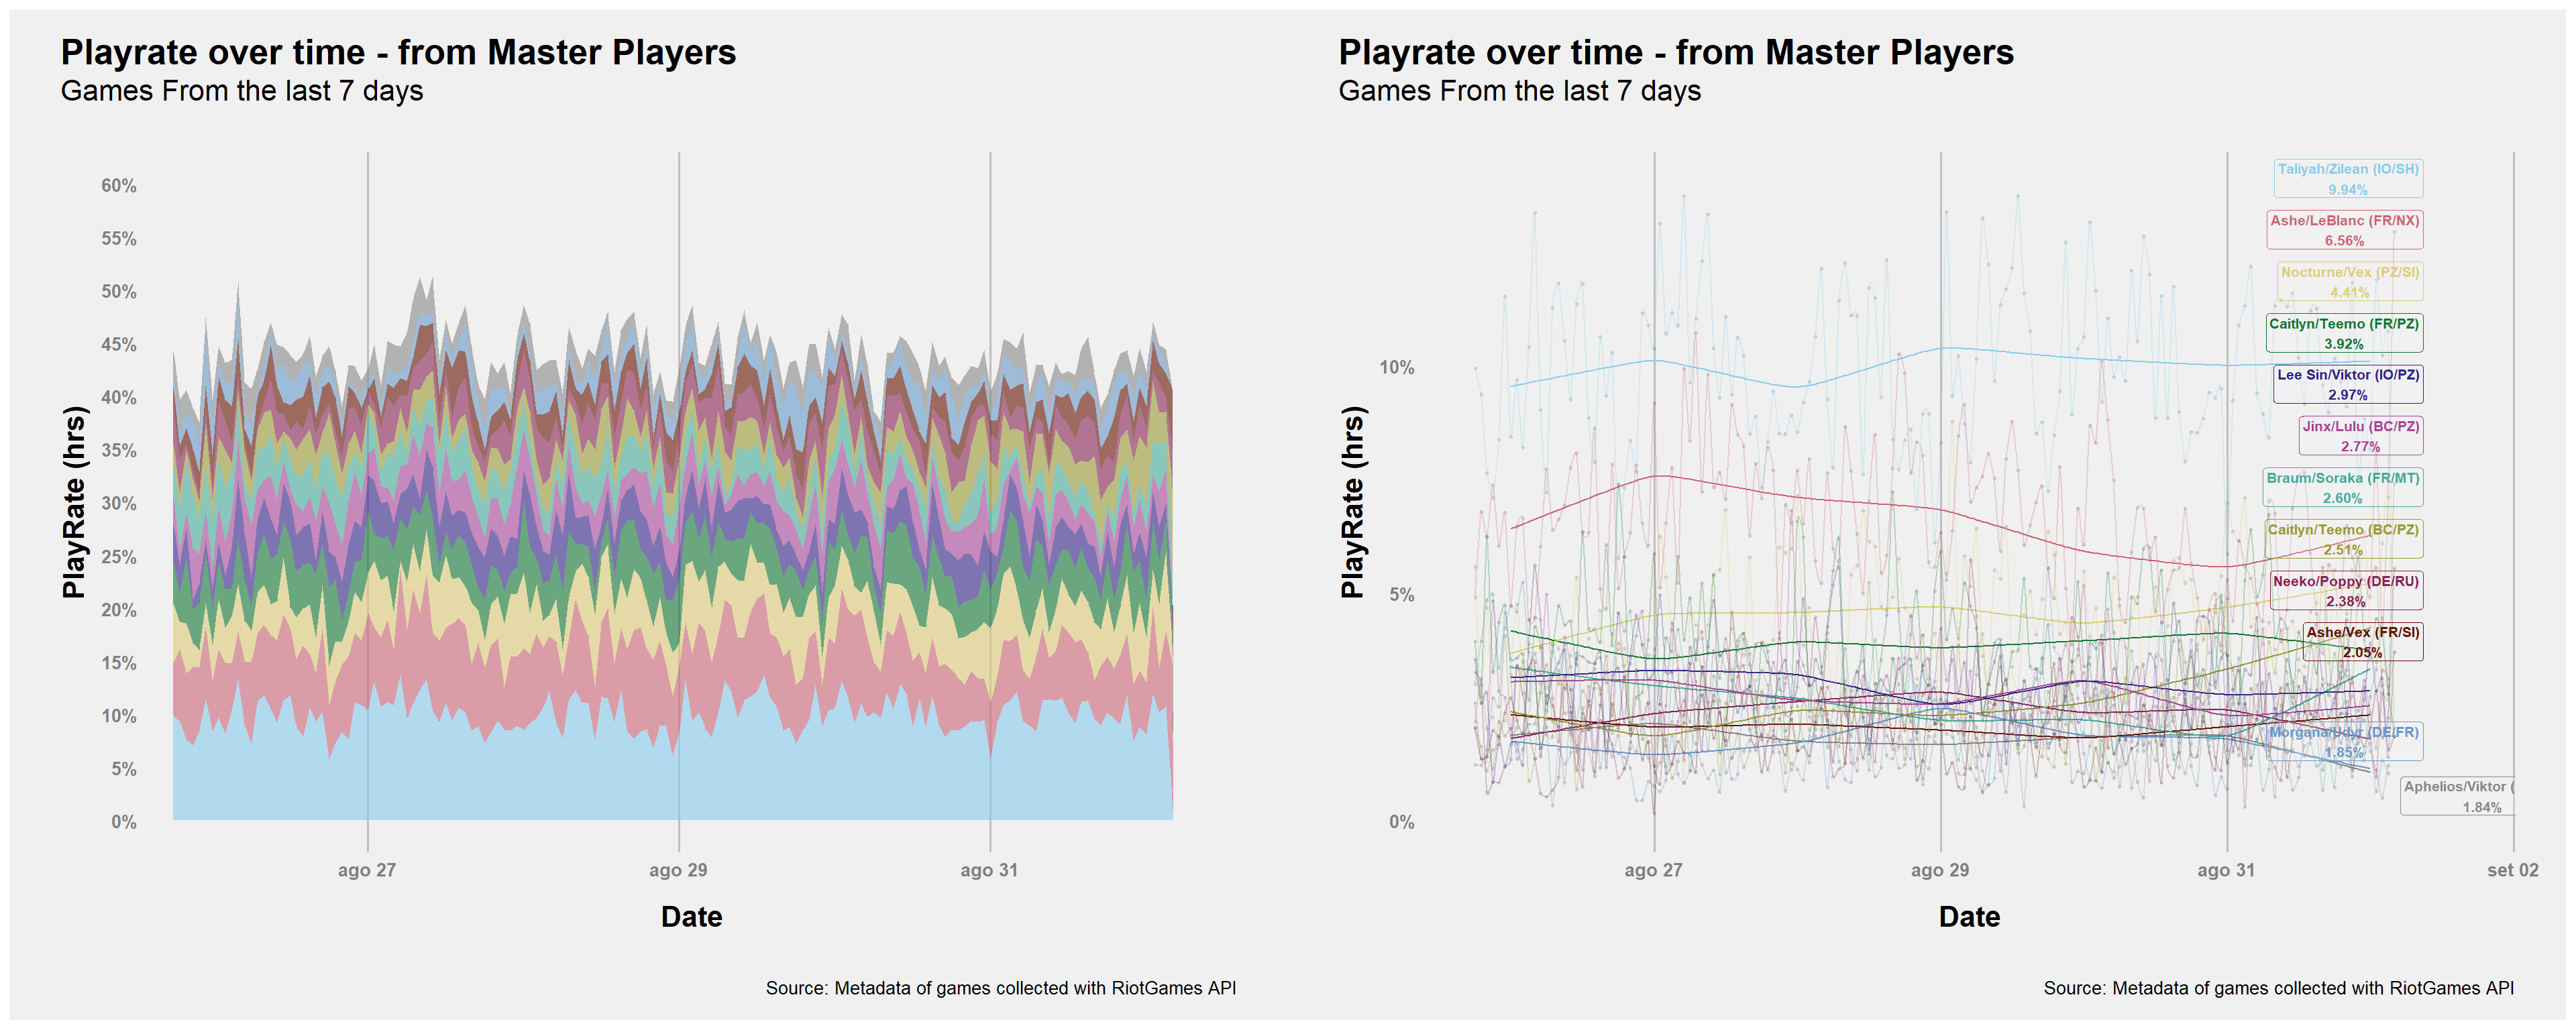 Playrate over time - from Master Players
Games From the last 7 days
60%
55%
50%
45%
40%
35%
30%
25%
20%
15%
10%
5%
0%
PlayRate (hrs)
ago 27
ago 29
ago 31
Date
Source: Metadata of games collected with RiotGames API
Playrate over time - from Master Players
Games From the last 7 days
10%
5%
0%
PlayRate (hrs)
Taliyah/Zilean (IO/SH)
9.94%
Ashe/LeBlanc (FR/NX)
6.56%
Nocturne/Vex (PZ/SI)
4.41%
Caitlyn/Teemo (FR/PZ)
3.92%
Lee Sin/Viktor (IO/PZ)
2.97%
Jinx/Lulu (BC/PZ)
2.77%
Braum/Soraka (FR/MT)
2.60%
Caitlyn/Teemo (BC/PZ)
2.51%
Neeko/Poppy (DE/RU)
2.38%
Ashe/Vex (FR/SI)
2.05%
Morgana/Udyr (DE/FR)
1.85%
Aphelios/Viktor (
1.84%
ago 27
ago 29
ago 31
set 02
Date
Source: Metadata of games collected with RiotGames API